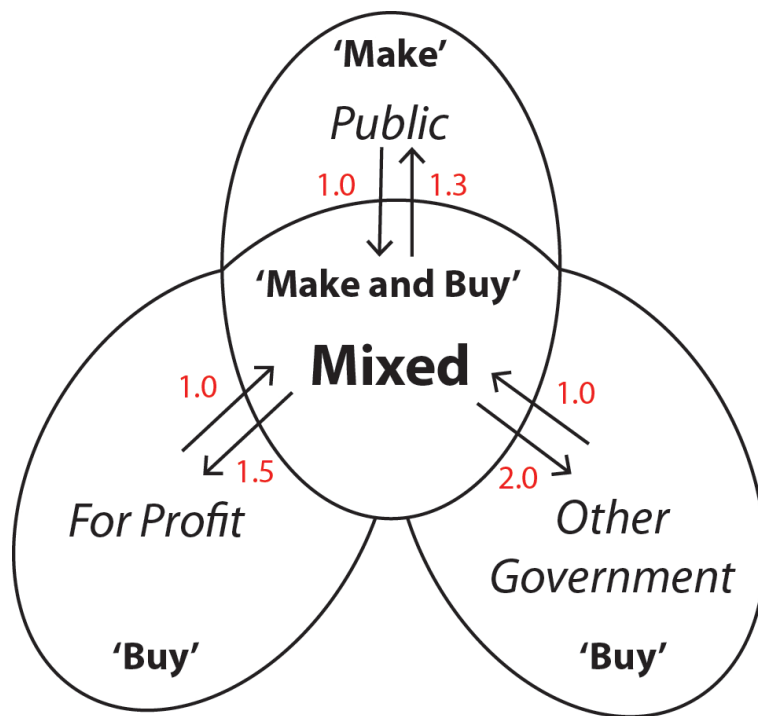 ‘Make’
Public
1.0
1.3
‘Make and Buy’
Mixed
1.0
1.5
1.0
2.0
For Profit
Other
Government
‘Buy’
‘Buy’